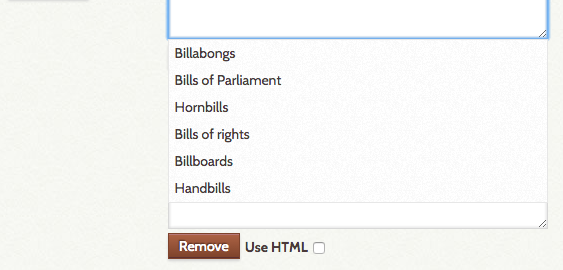 Billabongs
Bills of Parliament
Hornbills
Bills of rights
Billboards
Handbills
Remove Use HTML